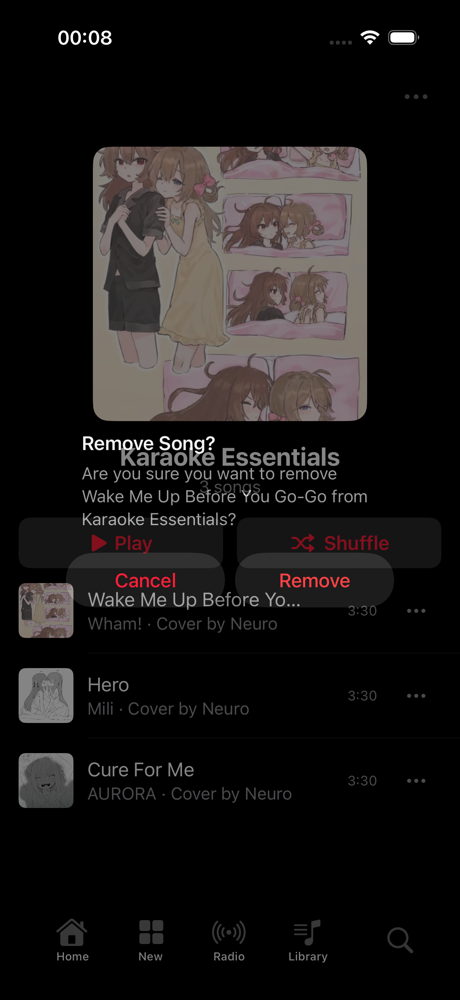 00:08
Remove Song?
Karaoke Essentials
Are you sure you want to remove
3 songs
Wake Me Up Before You Go-Go from
Karaoke Essentials?
Play
Shuffle
Cancel
Remove
Wake Me Up Before Yo...
Wham! · Cover by Neuro
3:30
Hero
Mili · Cover by Neuro
3:30
Cure For Me
AURORA · Cover by Neuro
3:30
Home
New
Radio
Library